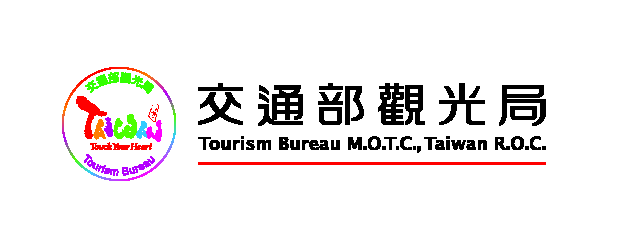 交通部觀光局
Taiwan
Touch Your Heart
Tourism Bureau
交通部觀光局
Tourism Bureau M.O.T.C., Taiwan R.O.C.